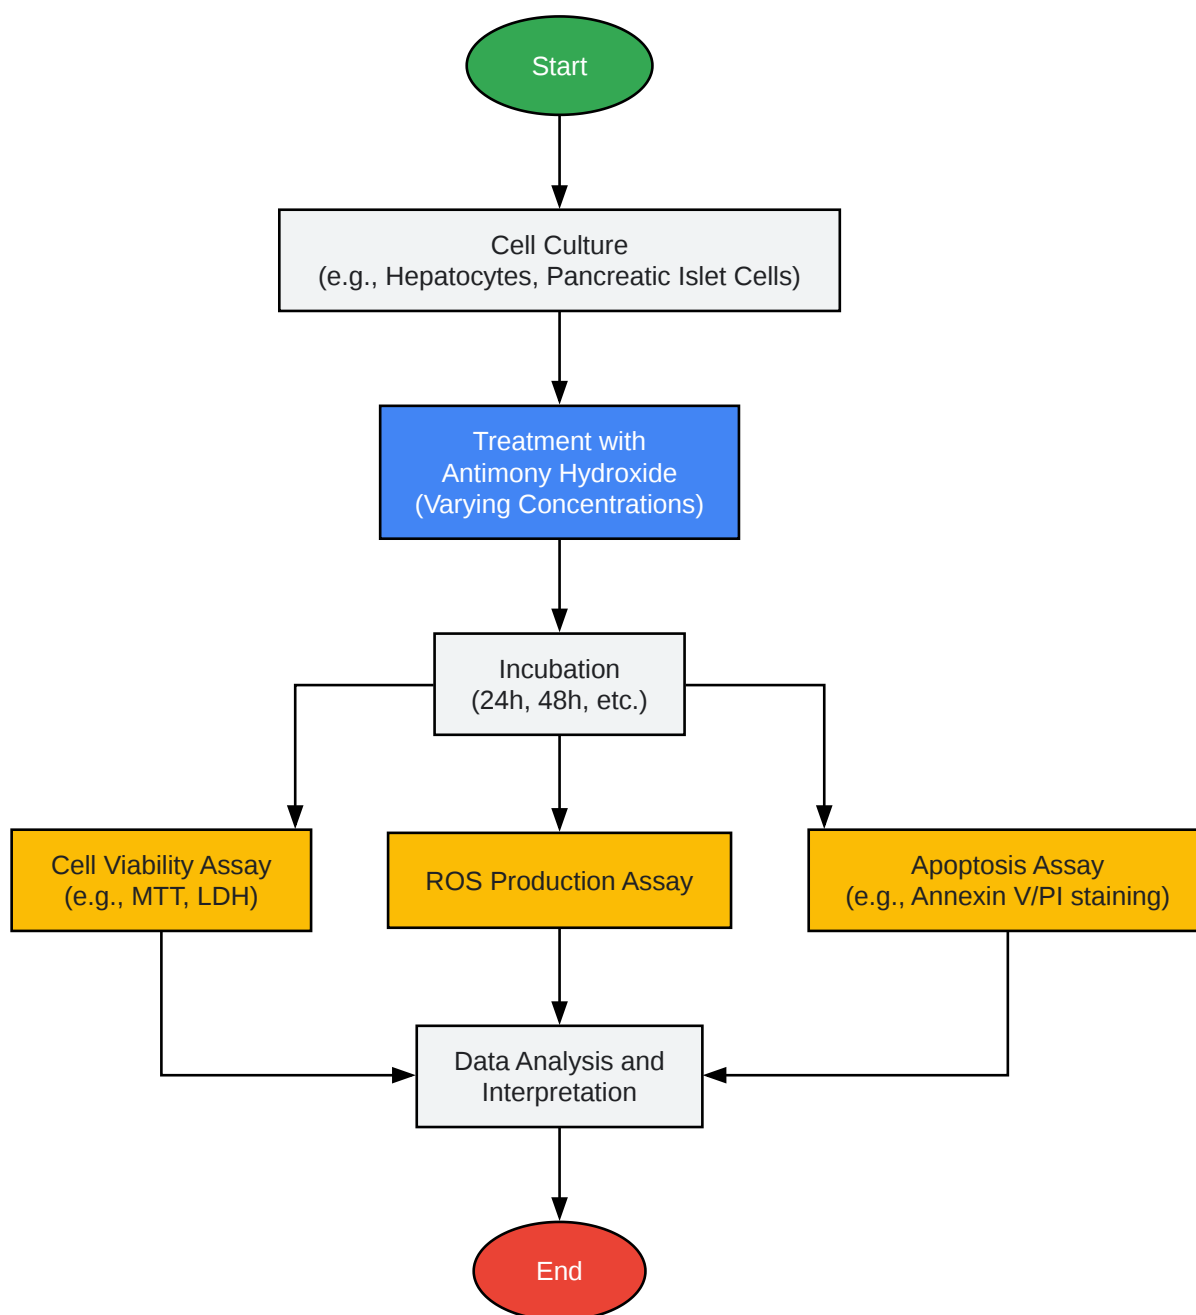 Start
Cell Culture
(e.g., Hepatocytes, Pancreatic Islet Cells)
Treatment with
Antimony Hydroxide
(Varying Concentrations)
Incubation
(24h, 48h, etc.)
Cell Viability Assay
(e.g., MTT, LDH)
ROS Production Assay
Apoptosis Assay
(e.g., Annexin V/PI staining)
Data Analysis and
Interpretation
End